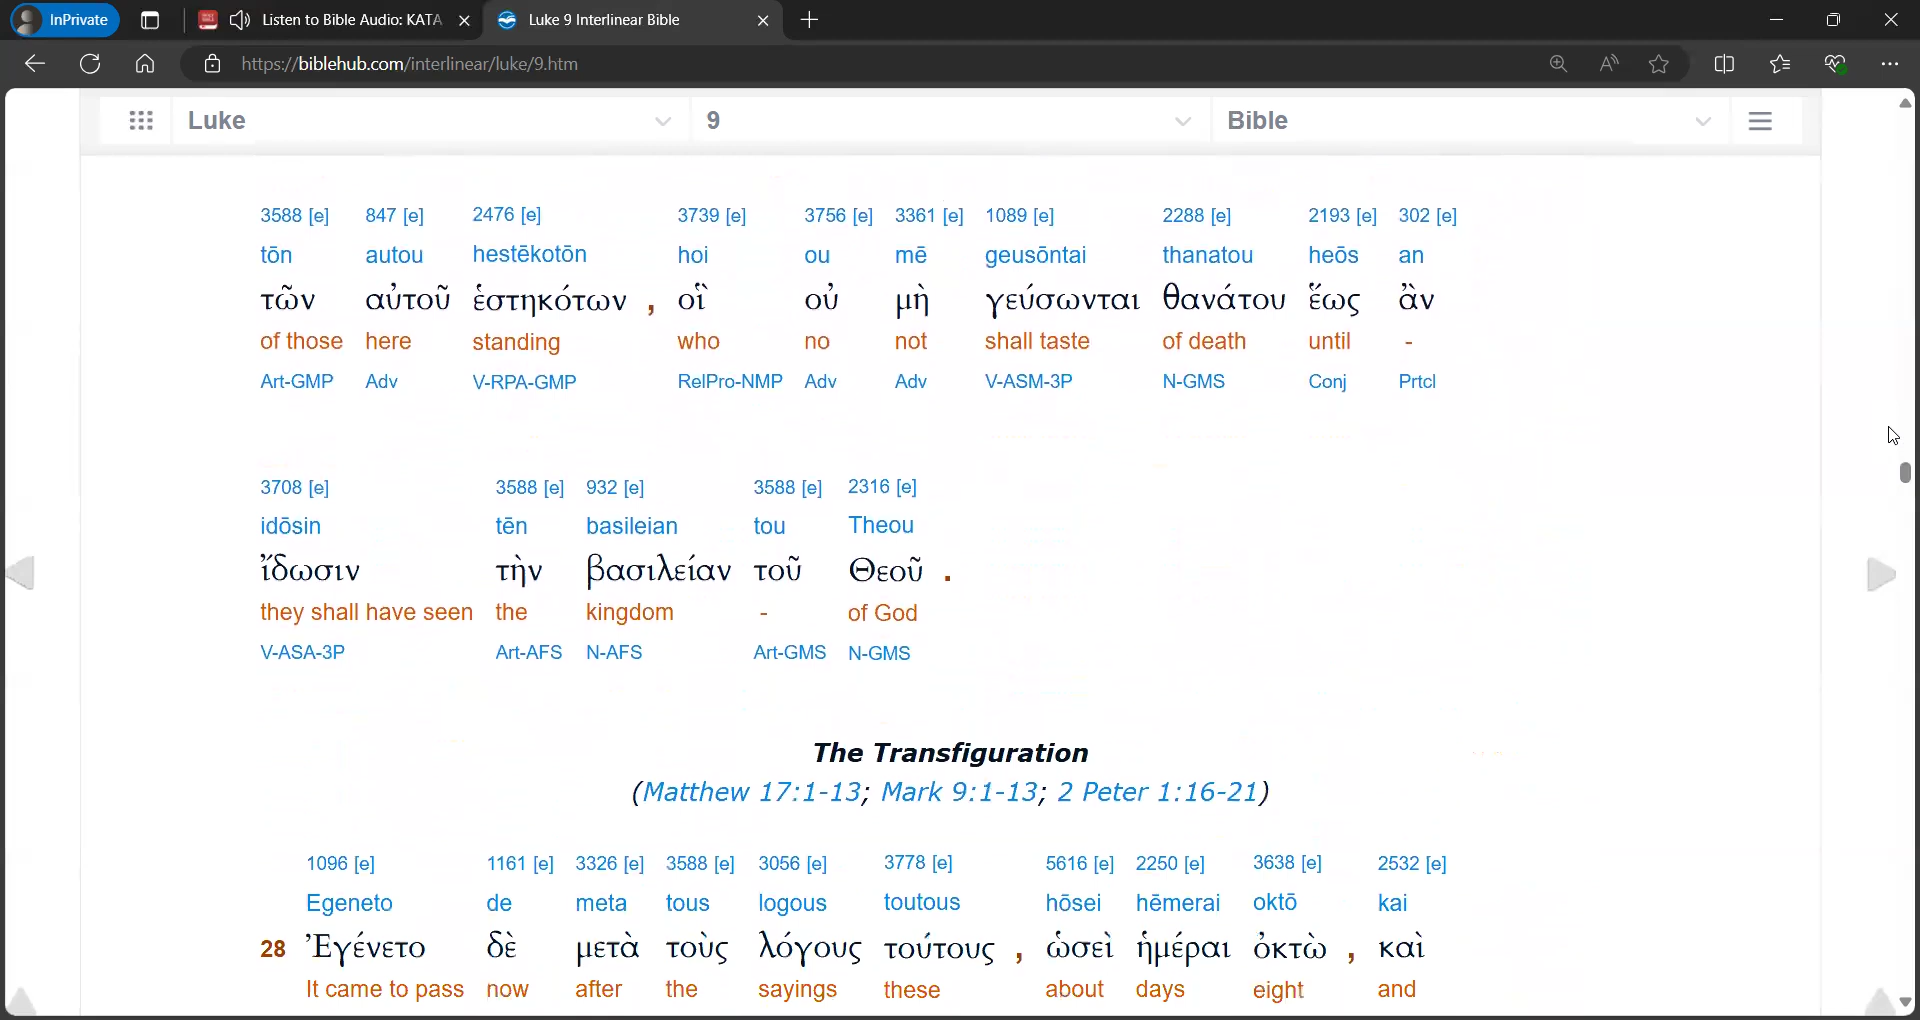 InPrivate Listen to Bible Audio: KATA Luke 9 Interlinear Bible
https://biblehub.com/interlinear/luke/9.htm
Luke 9 Bible
3588 [e] 847 [e] 2476 [e] 3739 [e] 3756 [e] 3361 [e] 1089 [e] 2288 [e] 2193 [e] 302 [e]
tōn autou hestēkotōn hoi ou mē geusōntai thanatou heōs an
τῶν αὐτοῦ ἑστηκότων , οἳ οὐ μὴ γεύσωνται θανάτου ἕως ἂν
of those here standing who no not shall taste of death until -
Art-GMP Adv V-RPA-GMP RelPro-NMP Adv Adv V-ASM-3P N-GMS Conj Prtcl
3708 [e] 3588 [e] 932 [e] 3588 [e] 2316 [e]
idōsin tēn basileian tou Theou
ἴδωσιν τὴν βασιλείαν τοῦ Θεοῦ .
they shall have seen the kingdom - of God
V-ASA-3P Art-AFS N-AFS Art-GMS N-GMS
The Transfiguration
(Matthew 17:1-13; Mark 9:1-13; 2 Peter 1:16-21)
1096 [e] 1161 [e] 3326 [e] 3588 [e] 3056 [e] 3778 [e] 5616 [e] 2250 [e] 3638 [e] 2532 [e]
Egeneto de meta tous logous toutous hōsei hēmerai oktō kai
28 Ἐγένετο δὲ μετὰ τοὺς λόγους τούτους , ὡσεὶ ἡμέραι ὀκτὼ , καὶ
It came to pass now after the sayings these about days eight and